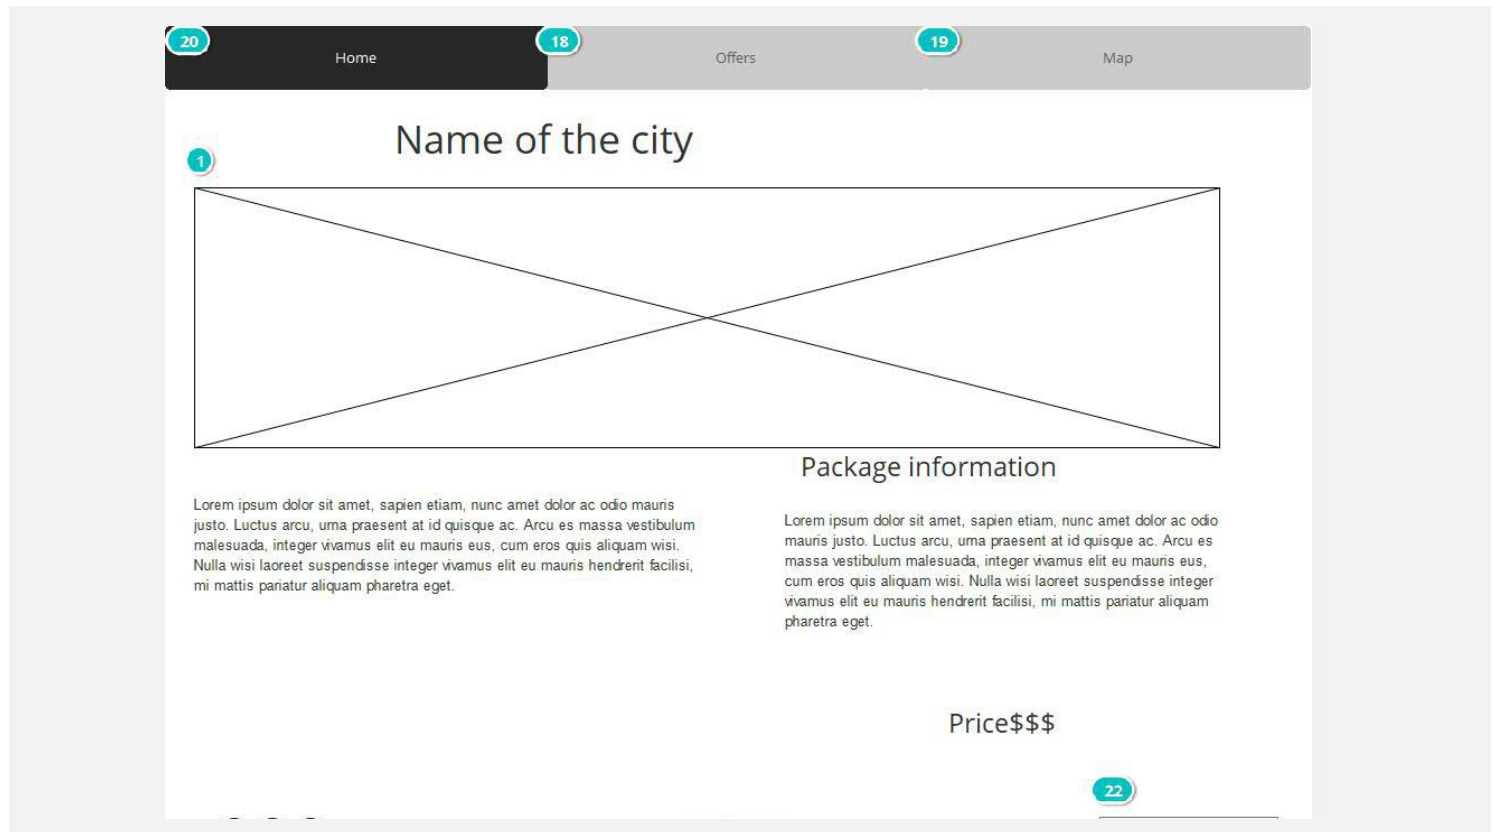 20
Home
18
Offers
19
Map
Name of the city
1
Package information
Lorem ipsum dolor sit amet, sapien etiam, nunc amet dolor ac odio mauris
justo. Luctus arcu, urna praesent at id quisque ac. Arcu es massa vestibulum
malesuada, integer vivamus elit eu mauris eus, cum eros quis aliquam wisi.
Nulla wisi laoreet suspendisse integer vivamus elit eu mauris hendrerit facilisi,
mi mattis pariatur aliquam pharetra eget.
Lorem ipsum dolor sit amet, sapien etiam, nunc amet dolor ac odio
mauris justo. Luctus arcu, urna praesent at id quisque ac. Arcu es
massa vestibulum malesuada, integer vivamus elit eu mauris eus,
cum eros quis aliquam wisi. Nulla wisi laoreet suspendisse integer
vivamus elit eu mauris hendrerit facilisi, mi mattis pariatur aliquam
pharetra eget.
Price$$$
22